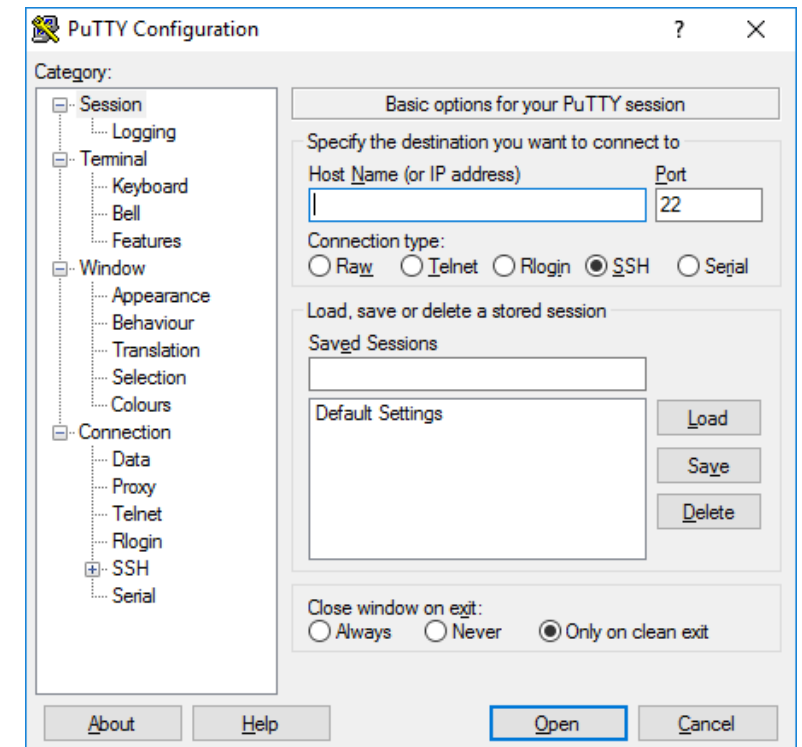 PuTTY Configuration
?
Category:
Session
Logging
Terminal
Keyboard
Bell
Features
Window
Appearance
Behaviour
Translation
Selection
Colours
Connection
Data
Proxy
Telnet
Rlogin
SSH
Serial
Basic options for your PuTTY session
Specify the destination you want to connect to
Host Name (or IP address) Port
22
Connection type:
Raw Telnet Rlogin SSH Serial
Load, save or delete a stored session
Saved Sessions
Default Settings
Load
Save
Delete
Close window on exit:
Always Never Only on clean exit
About Help Open Cancel